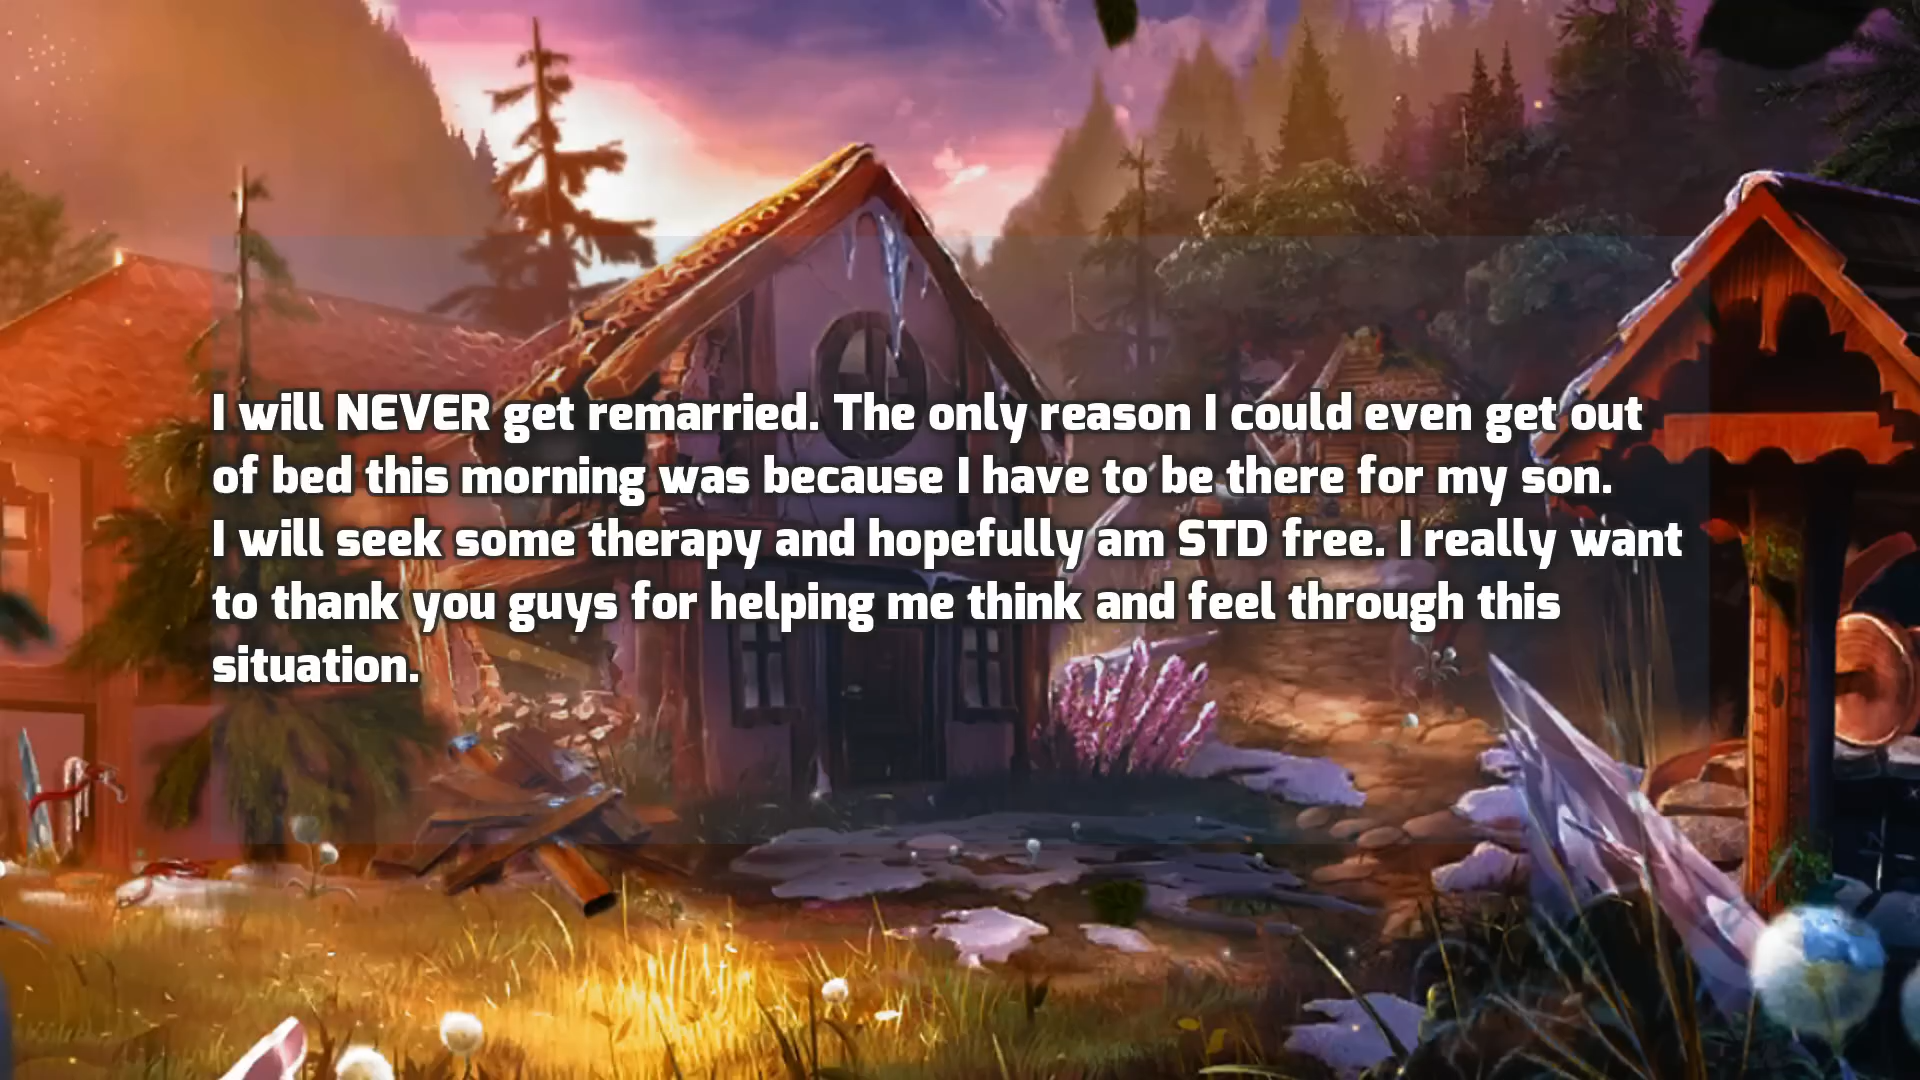 I will NEVER get remarried. The only reason I could even get out
of bed this morning was because I have to be there for my son.
I will seek some therapy and hopefully am STD free. I really want
to thank you guys for helping me think and feel through this
situation.